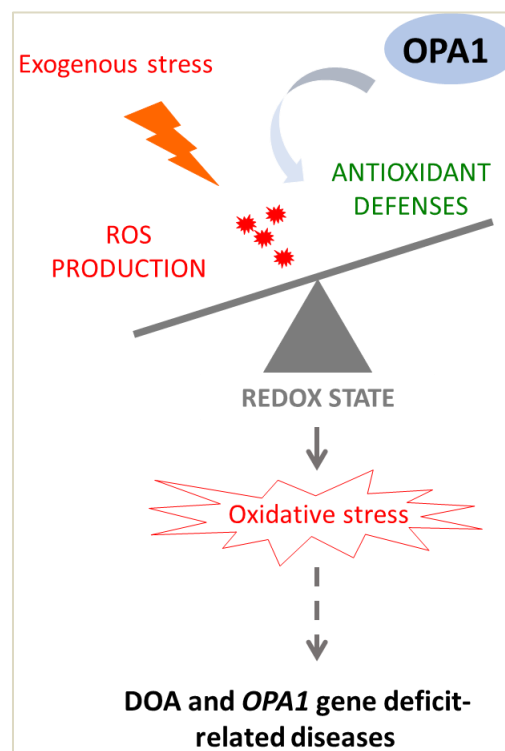 OPA1
Exogenous stress
ANTIOXIDANT
DEFENSES
ROS
PRODUCTION
REDOX STATE
Oxidative stress
DOA and OPA1 gene deficit-
related diseases